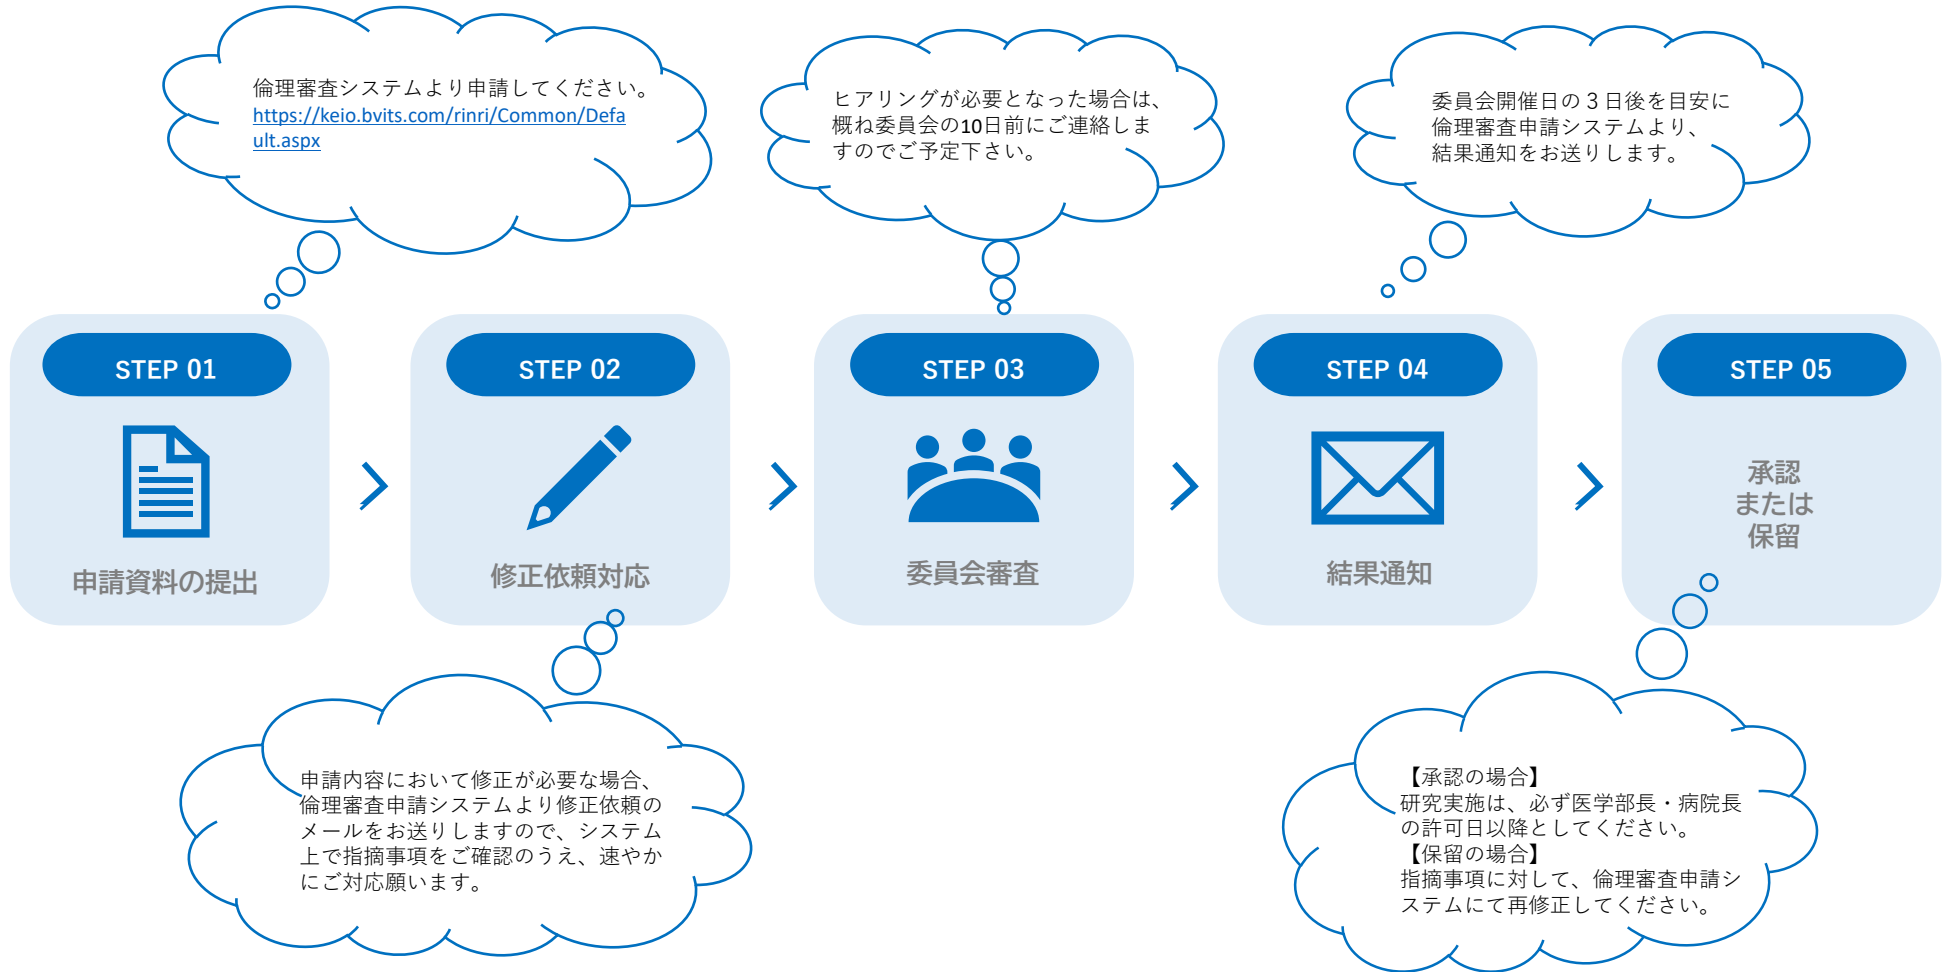 倫理審査システムより申請してください。
https://keio.bvits.com/rinri/Common/Defa
ult.aspx
ヒアリングが必要となった場合は、
概ね委員会の10日前にご連絡しま
すのでご予定下さい。
委員会開催日の３日後を目安に
倫理審査申請システムより、
結果通知をお送りします。
STEP 01
申請資料の提出
STEP 02
修正依頼対応
STEP 03
委員会審査
STEP 04
結果通知
STEP 05
承認
または
保留
申請内容において修正が必要な場合、
倫理審査申請システムより修正依頼の
メールをお送りしますので、システム
上で指摘事項をご確認のうえ、速やか
にご対応願います。
【承認の場合】
研究実施は、必ず医学部長・病院長
の許可日以降としてください。
【保留の場合】
指摘事項に対して、倫理審査申請シ
ステムにて再修正してください。